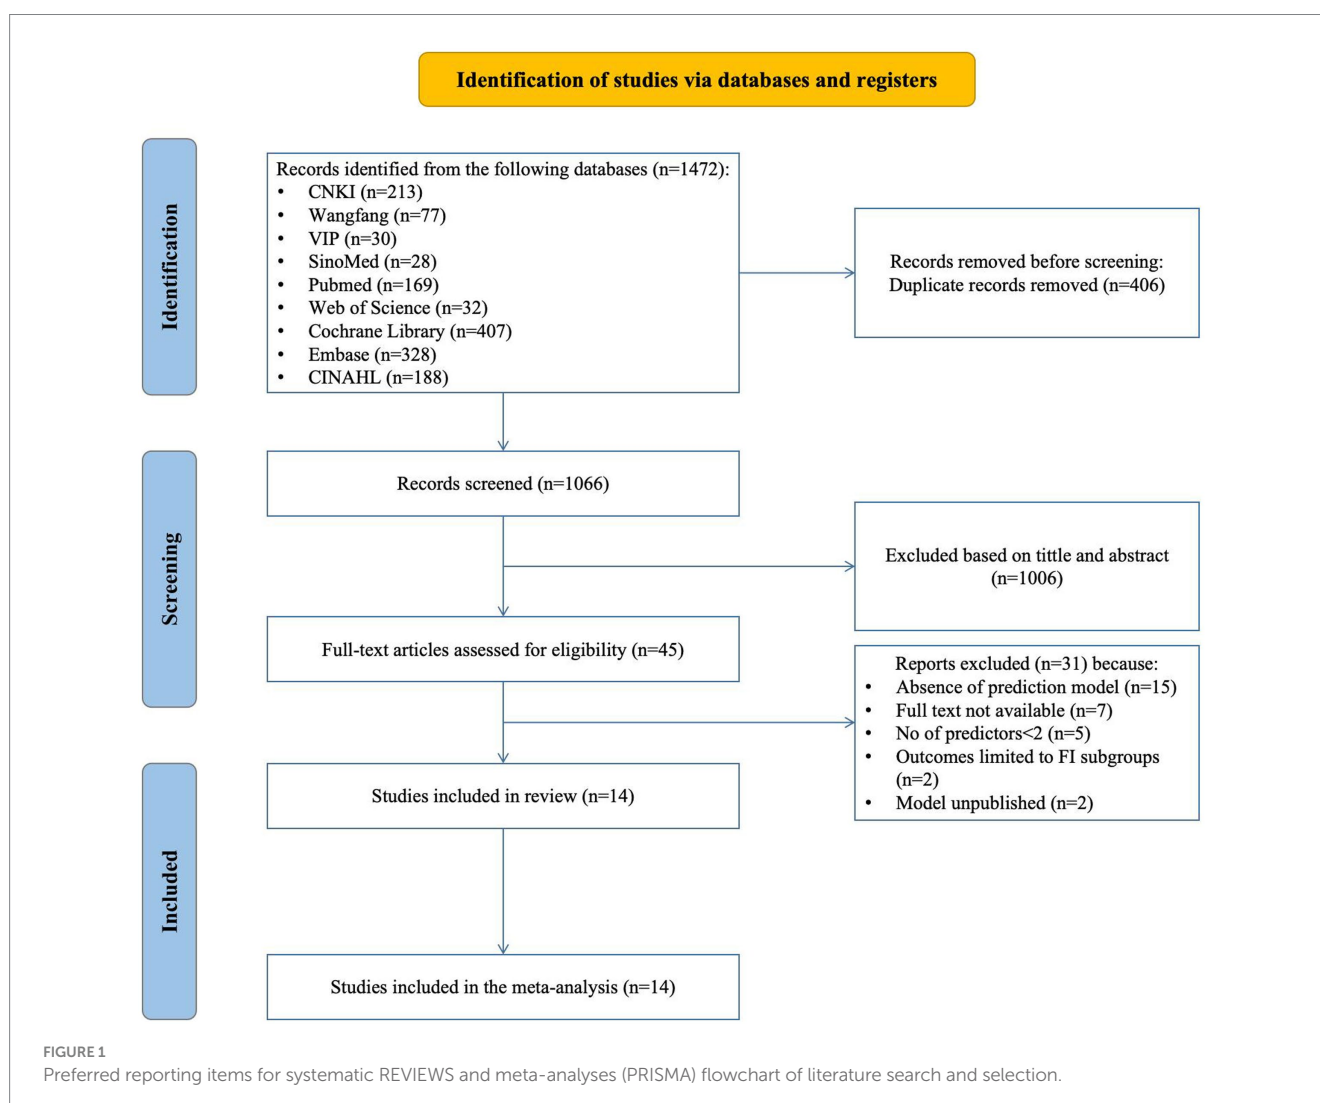 Identification of studies via databases and registers
Identification
Records identified from the following databases (n=1472):
• CNKI (n=213)
• Wangfang (n=77)
• VIP (n=30)
• SinoMed (n=28)
• Pubmed (n=169)
• Web of Science (n=32)
• Cochrane Library (n=407)
• Embase (n=328)
• CINAHL (n=188)
Records removed before screening:
Duplicate records removed (n=406)
Screening
Records screened (n=1066)
Excluded based on tittle and abstract
(n=1006)
Full-text articles assessed for eligibility (n=45)
Reports excluded (n=31) because:
• Absence of prediction model (n=15)
• Full text not available (n=7)
• No of predictors<2 (n=5)
• Outcomes limited to FI subgroups
(n=2)
• Model unpublished (n=2)
Included
Studies included in review (n=14)
Studies included in the meta-analysis (n=14)
FIGURE 1
Preferred reporting items for systematic REVIEWS and meta-analyses (PRISMA) flowchart of literature search and selection.